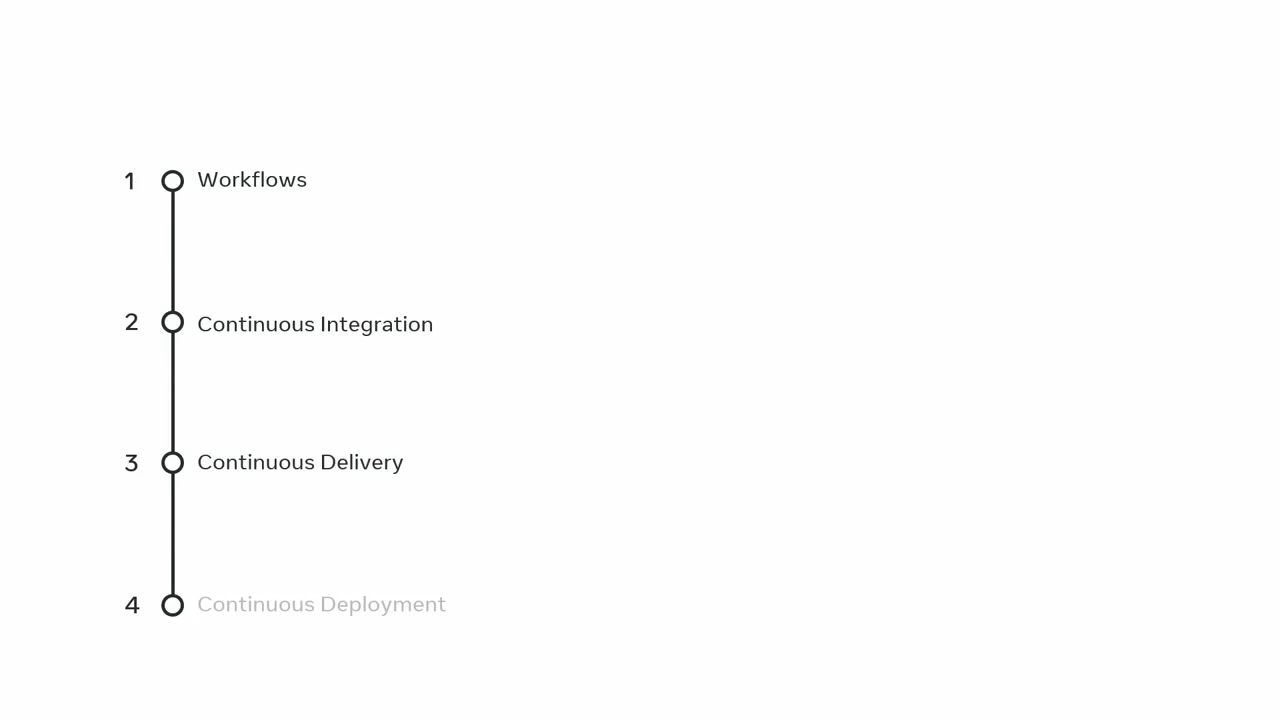 1 Workflows
2 Continuous Integration
3 Continuous Delivery
4 Continuous Deployment